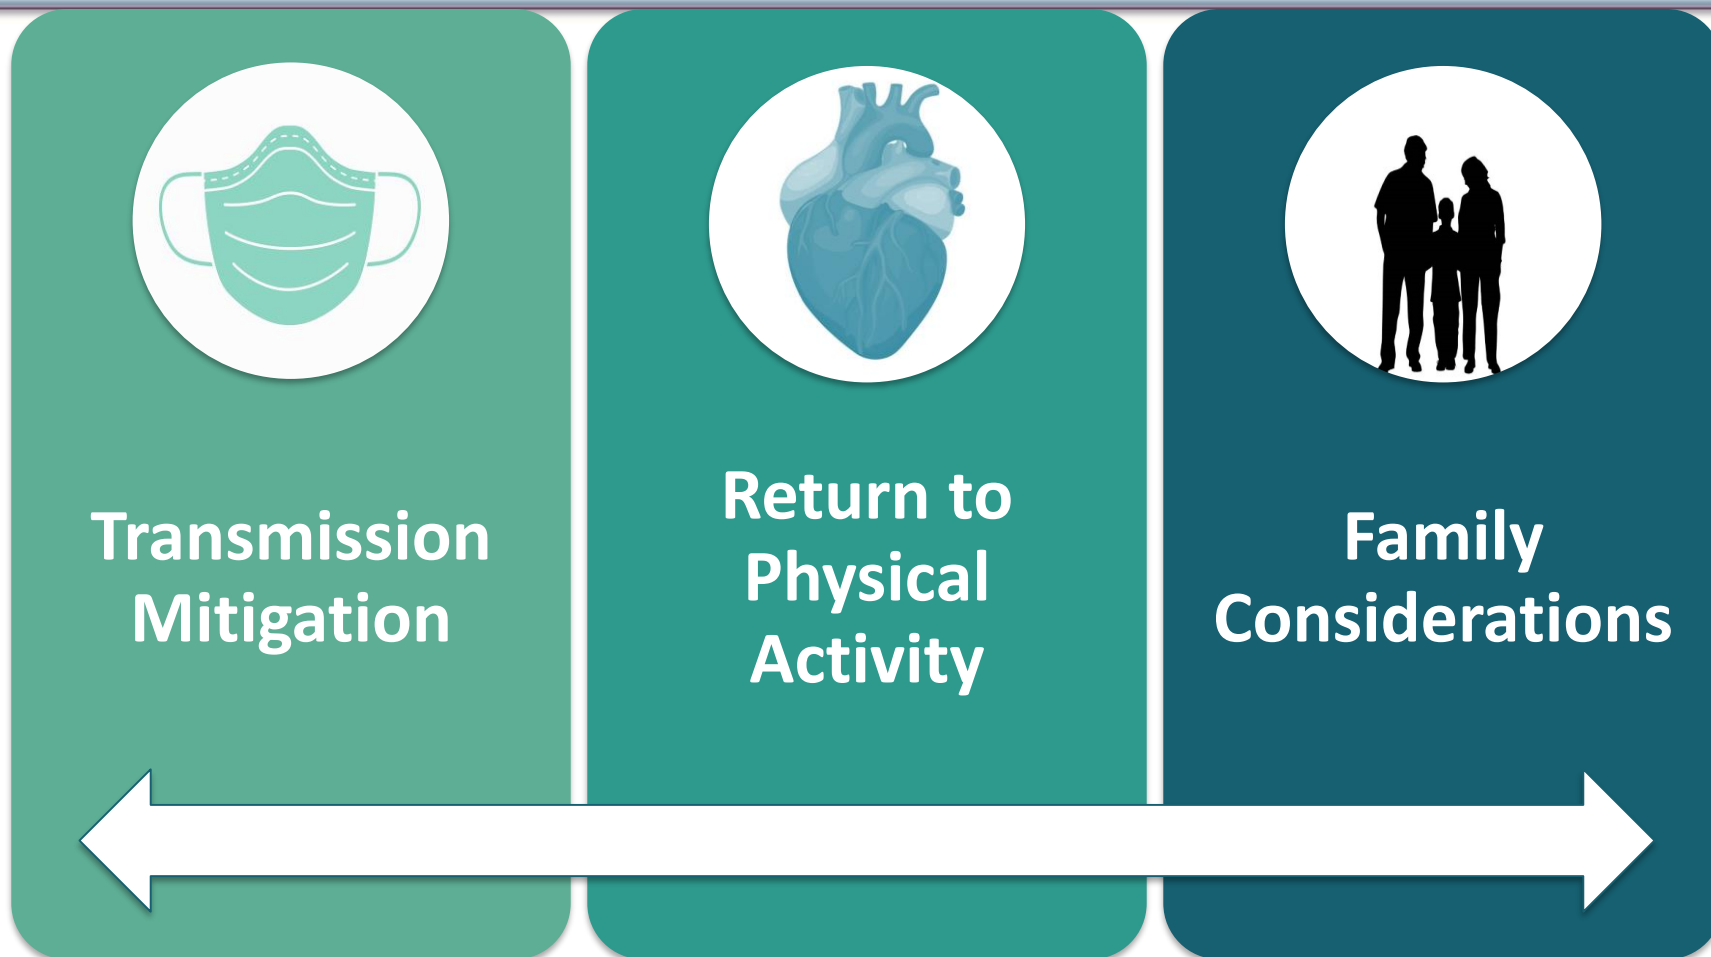 Transmission
Mitigation
Return to
Physical
Activity
Family
Considerations